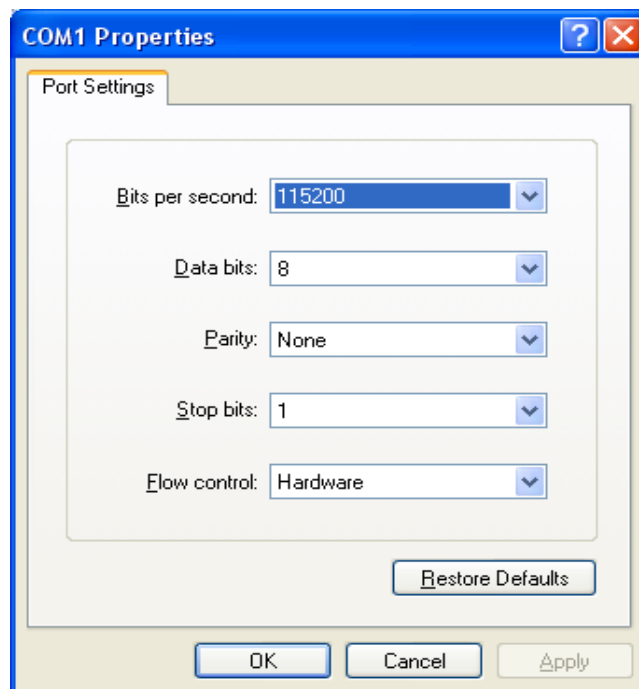 COM1 Properties
Port Settings
Bits per second: 115200
Data bits: 8
Parity: None
Stop bits: 1
Flow control: Hardware
Restore Defaults
OK Cancel Apply